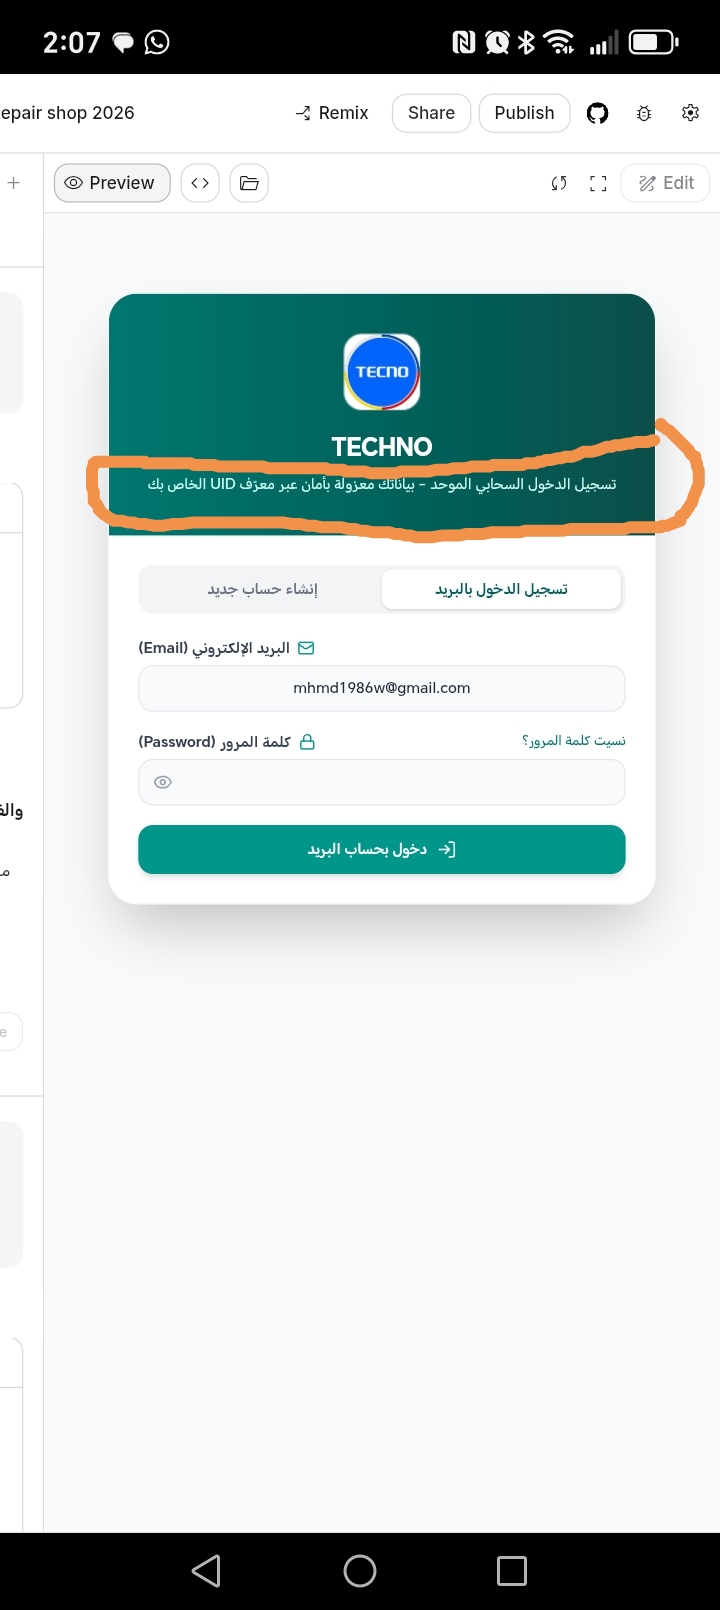 2:07
epair shop 2026
Remix
Share
Publish
Preview
Edit
TECNO
TECHNO
تسجيل الدخول السحابي الموحد - بياناتك معزولة بأمان عبر معرّف UID الخاص بك
تسجيل الدخول بالبريد
إنشاء حساب جديد
البريد الإلكتروني (Email)
mhmd1986w@gmail.com
كلمة المرور (Password)
نسيت كلمة المرور؟
دخول بحساب البريد
والف
م
e